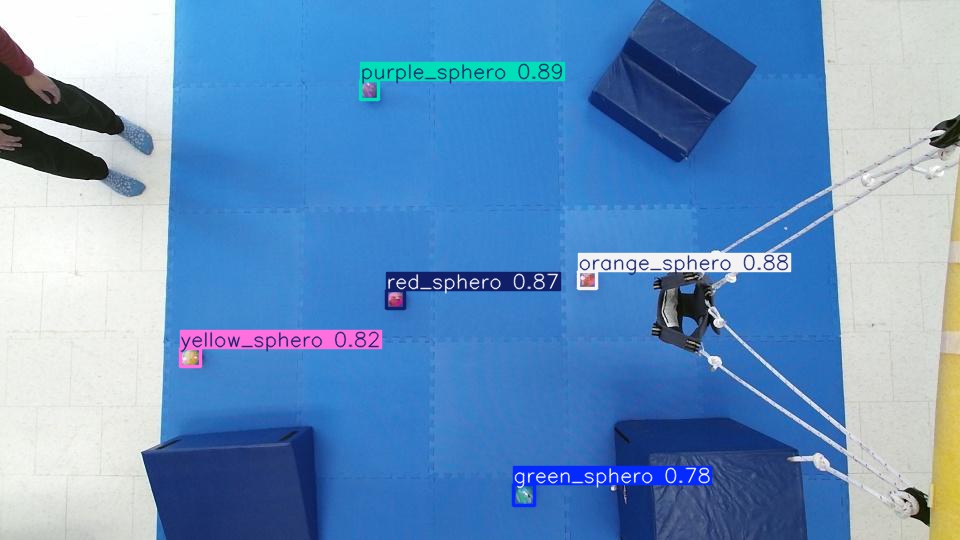 purple_sphero 0.89
orange_sphero 0.88
red_sphero 0.87
yellow_sphero 0.82
green_sphero 0.78